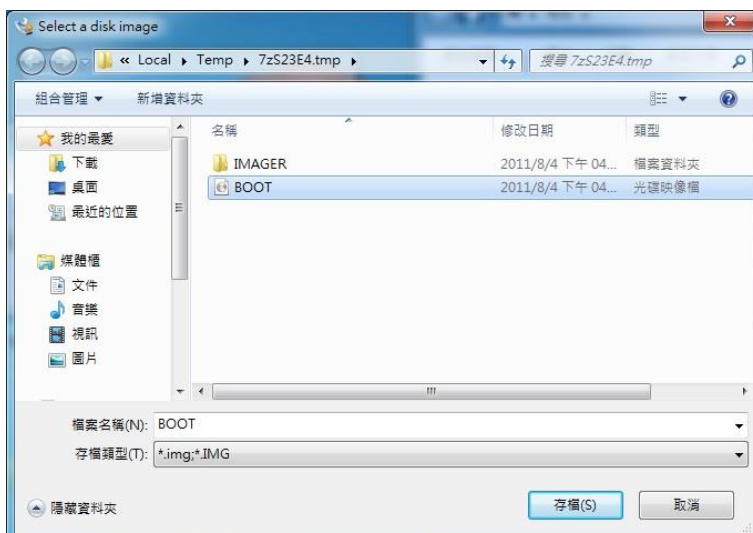 Select a disk image
« Local ▸ Temp ▸ 7zS23E4.tmp ▸
搜尋 7zS23E4.tmp
組合管理 ▼ 新增資料夾
名稱 修改日期 類型
我的最愛
下載
桌面
最近的位置
媒體櫃
文件
音樂
視訊
圖片
IMAGER 2011/8/4 下午 04... 檔案資料夾
BOOT 2011/8/4 下午 04... 光碟映像檔
檔案名稱(N): BOOT
存檔類型(T): *.img;*.IMG
隱藏資料夾 存檔(S) 取消